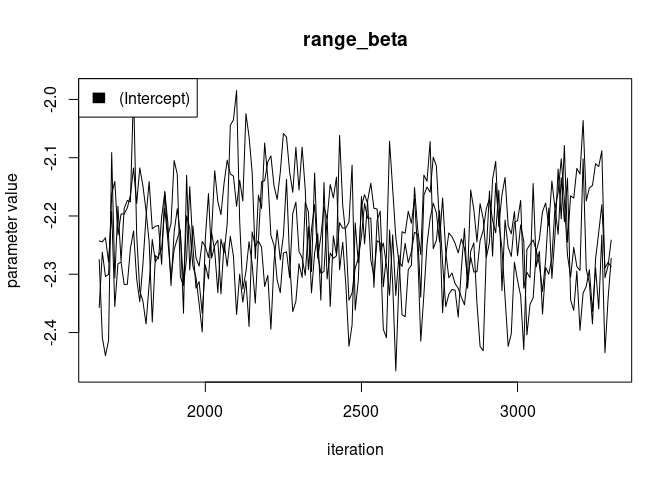 range_beta
(Intercept)
parameter value
-2.0
-2.1
-2.2
-2.3
-2.4
2000 2500 3000
iteration